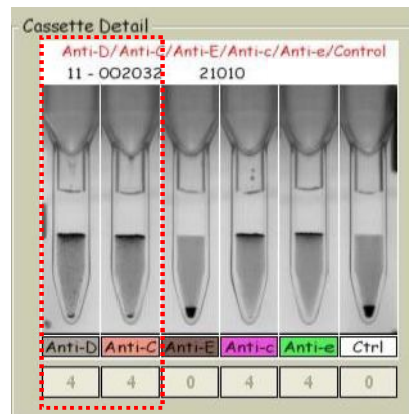 Cassette Detail
Anti-D/Anti-C/Anti-E/Anti-c/Anti-e/Control
11 - 002032 21010
Anti-D Anti-C Anti-E Anti-c Anti-e Ctrl
4 4 0 4 4 0